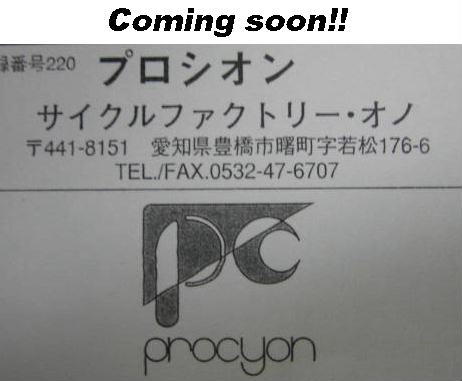 Coming soon!!
録番号220 プロシオン
サイクルファクトリー・オノ
〒441-8151 愛知県豊橋市曙町字若松176-6
TEL./FAX.0532-47-6707
pc
procyon